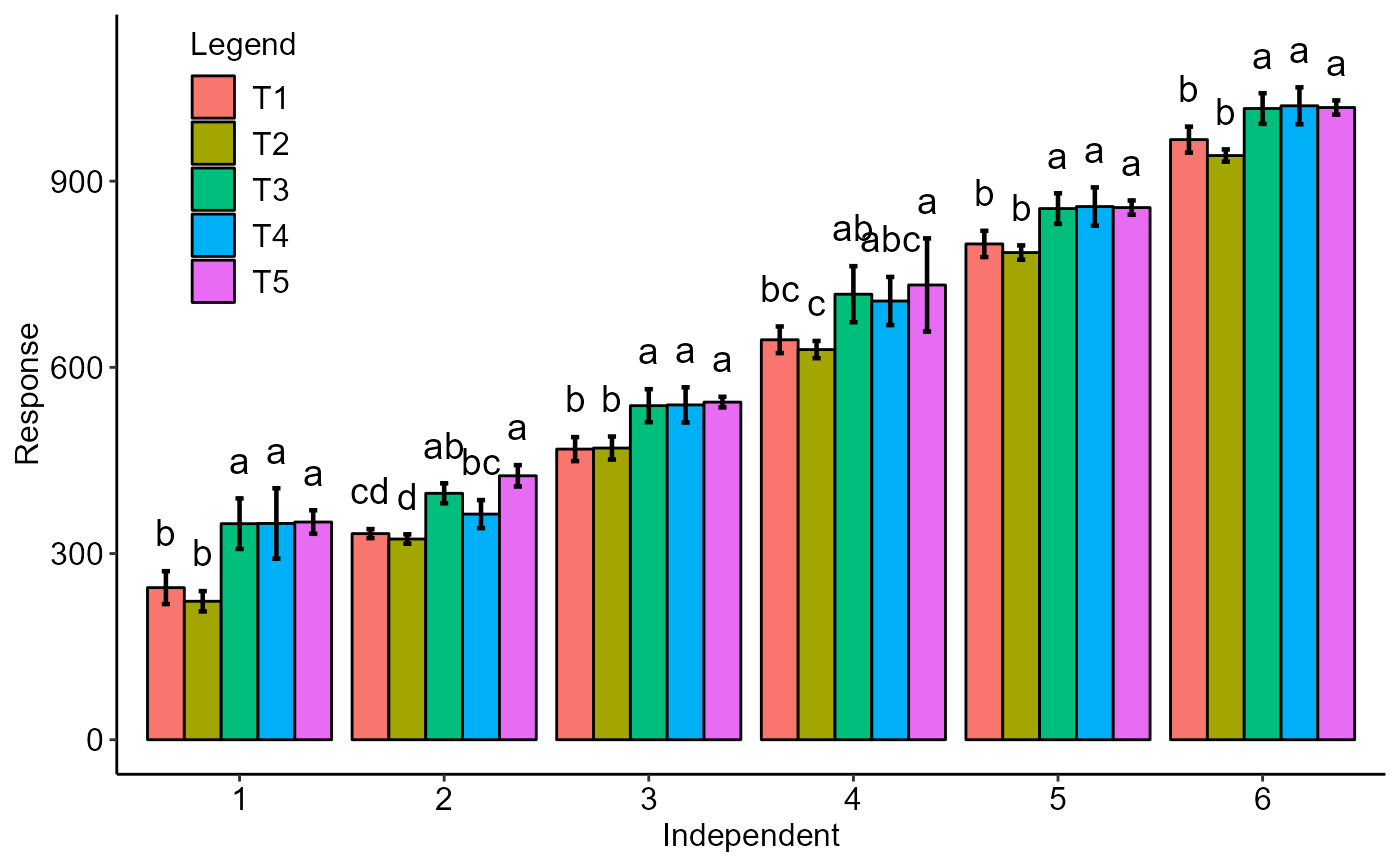 Legend
T1
T2
T3
T4
T5
Response
900
600
300
0
b b a a a
cd d ab bc a
b b a a a
bc c ab abc a
b b a a a
b b a a a
1 2 3 4 5 6
Independent